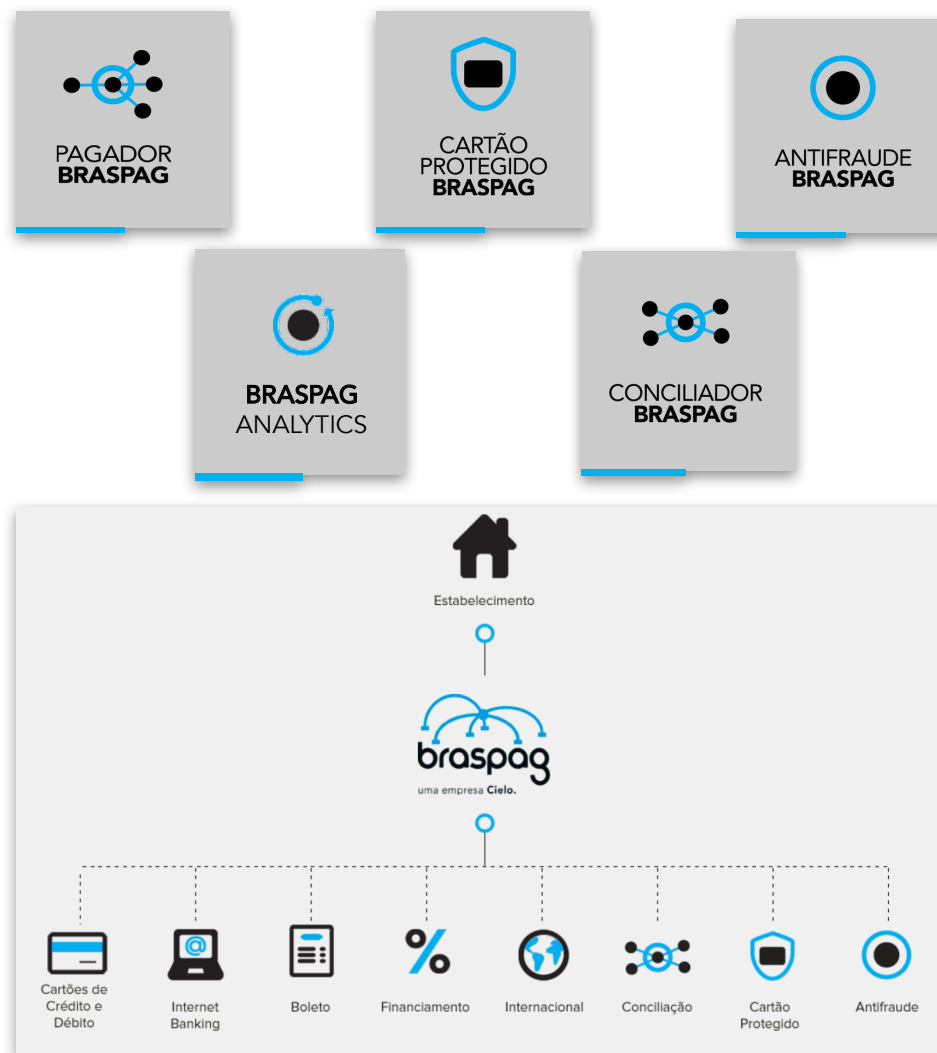 PAGADOR
BRASPAG
CARTÃO
PROTEGIDO
BRASPAG
ANTIFRAUDE
BRASPAG
BRASPAG
ANALYTICS
CONCILIADOR
BRASPAG
Estabelecimento
braspag
uma empresa Cielo.
@
Cartões de
Crédito e
Débito
Internet
Banking
Boleto
Financiamento
Internacional
Conciliação
Cartão
Protegido
Antifraude